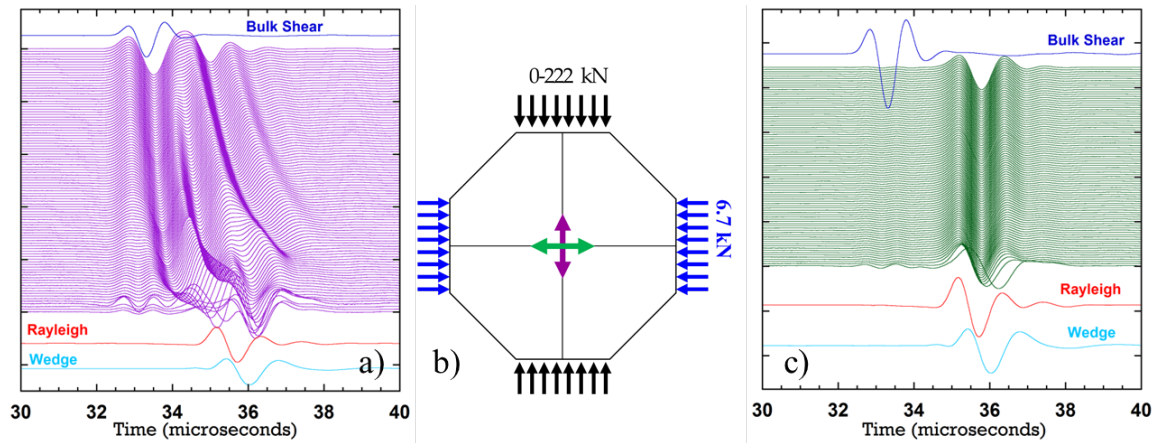 Bulk Shear
Rayleigh
Wedge
a)
30 32 34 36 38 40
Time (microseconds)
0-222 kN
6.7 kN
b)
Bulk Shear
Rayleigh
Wedge
c)
30 32 34 36 38 40
Time (microseconds)